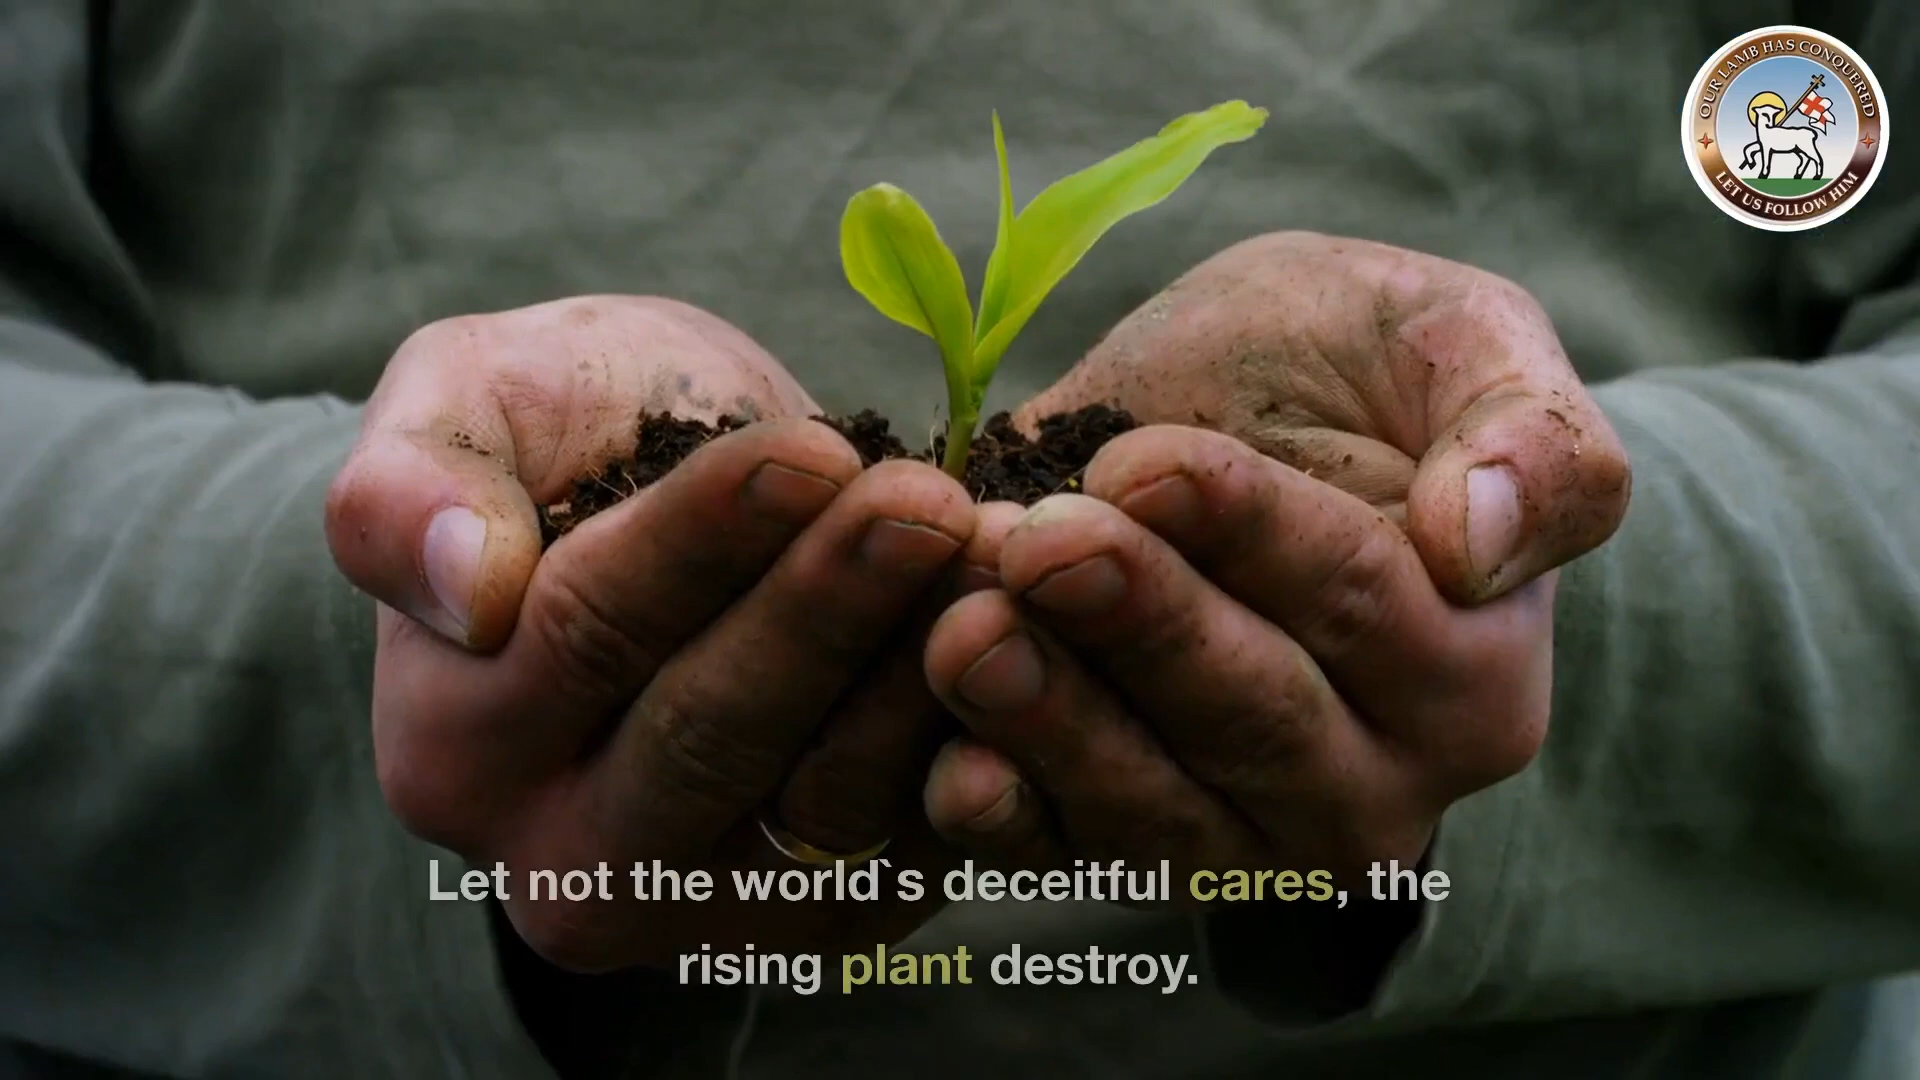 OUR LAMB HAS CONQUERED
LET US FOLLOW HIM
Let not the world`s deceitful cares, the
rising plant destroy.